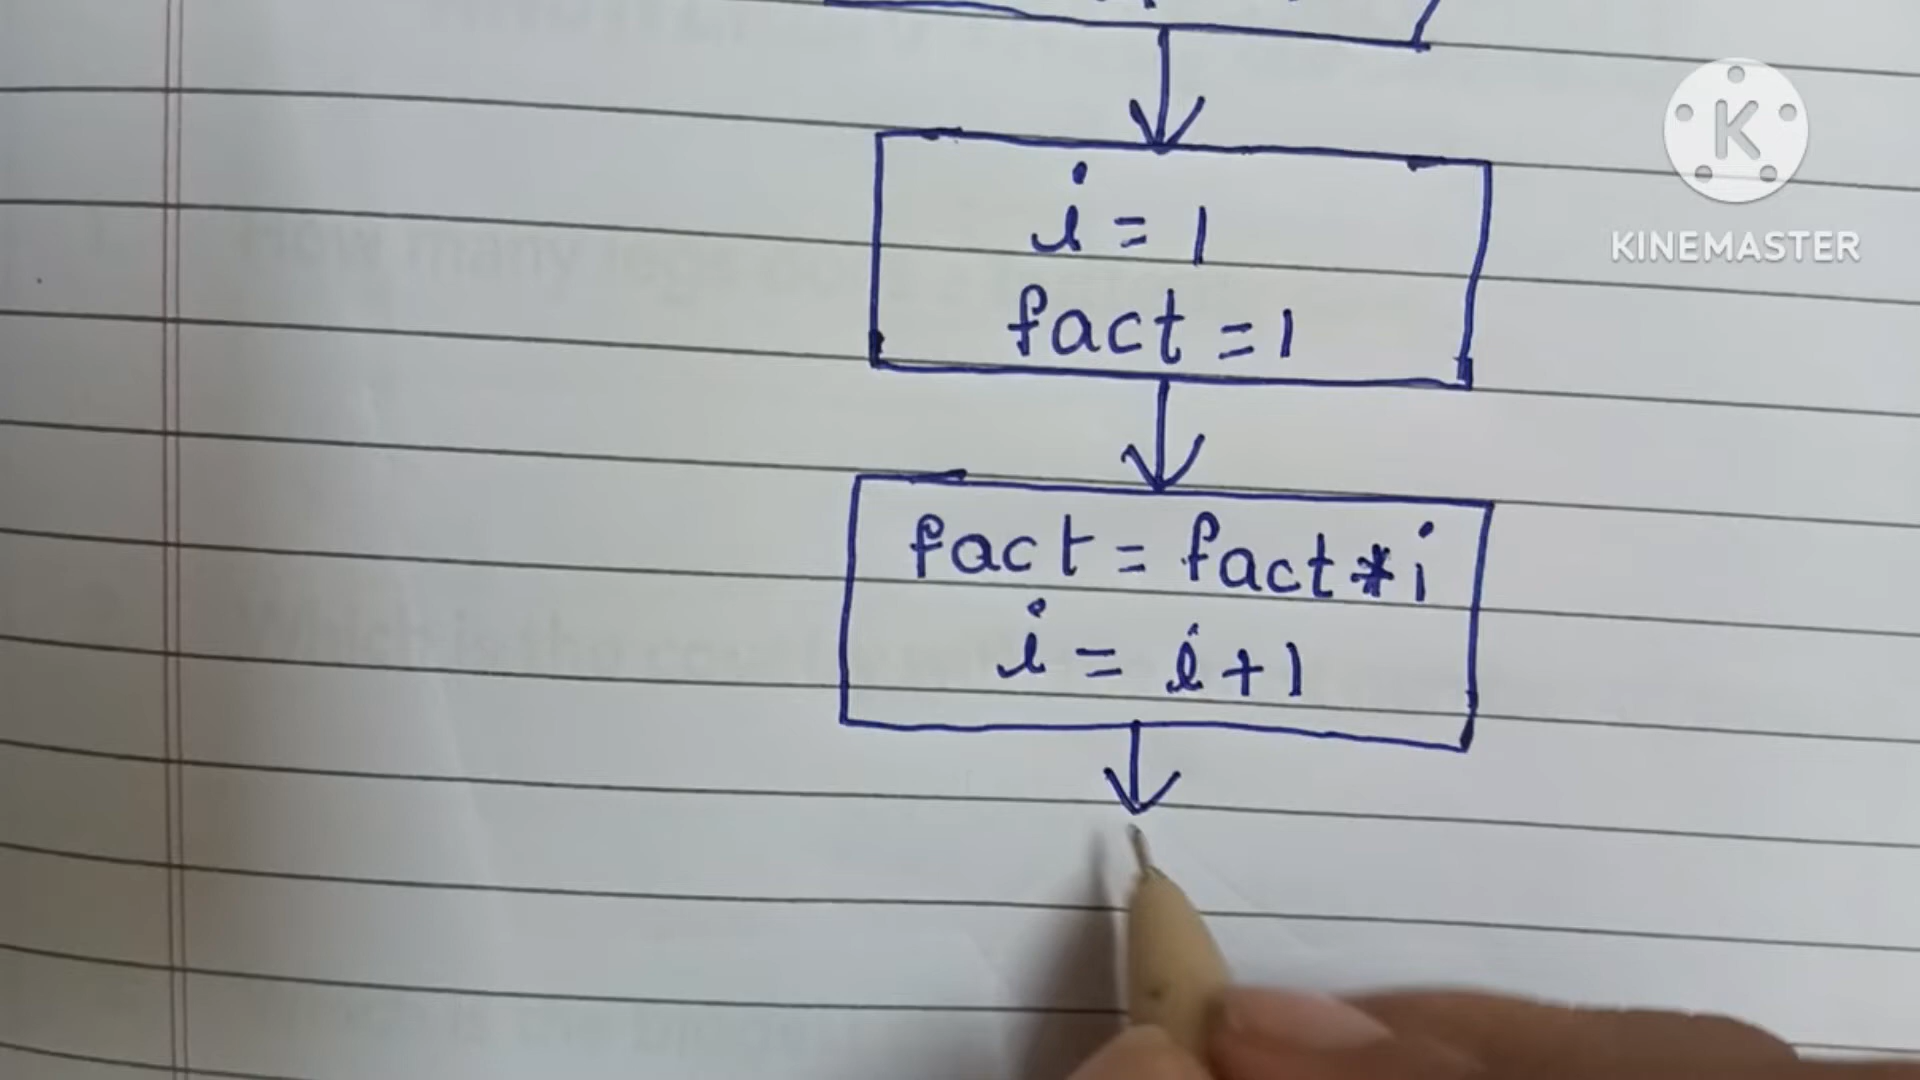 i = 1
fact = 1
fact = fact * i
i = i + 1
K
KINEMASTER